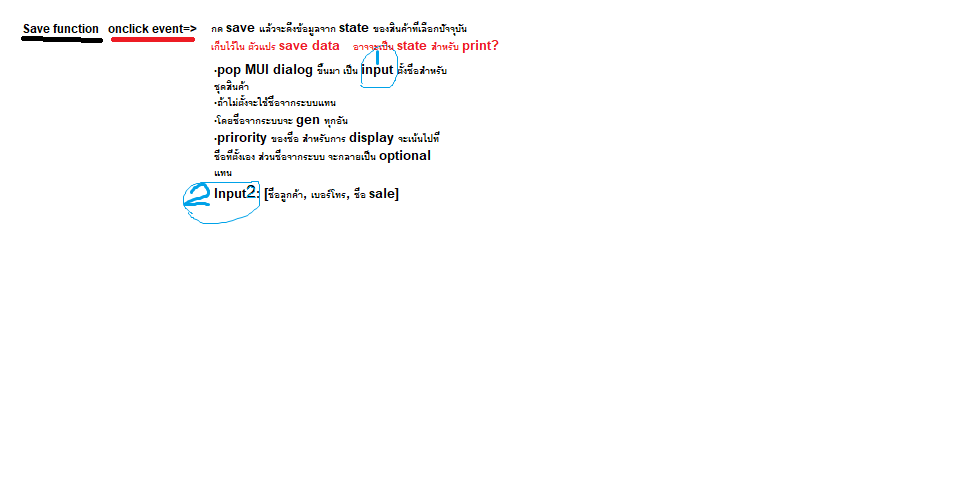 Save function onclick event=> กด save แล้วจะดึงข้อมูลจาก state ของสินค้าที่เลือกปัจจุบัน
เก็บไว้ใน ตัวแปร save data อาจจะเป็น state สำหรับ print?
1
·pop MUI dialog ขึ้นมา เป็น input ตั้งชื่อสำหรับ
ชุดสินค้า
·ถ้าไม่ตั้งจะใช้ชื่อจากระบบแทน
·โดยชื่อจากระบบจะ gen ทุกอัน
·prirority ของชื่อ สำหรับการ display จะเน้นไปที่
ชื่อที่ตั้งเอง ส่วนชื่อจากระบบ จะกลายเป็น optional
แทน
2 Input2: [ชื่อลูกค้า, เบอร์โทร, ชื่อ sale]